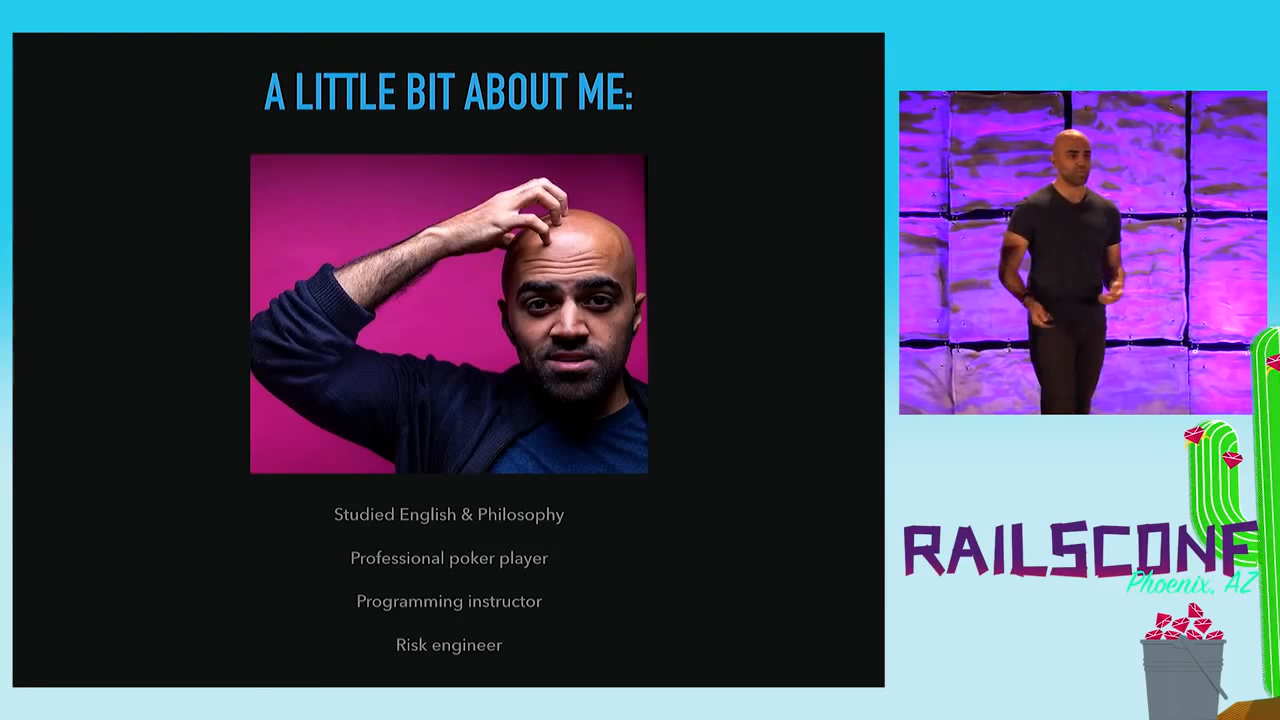 A LITTLE BIT ABOUT ME:
Studied English & Philosophy
Professional poker player
Programming instructor
Risk engineer
RAILSCONF
Phoenix, AZ